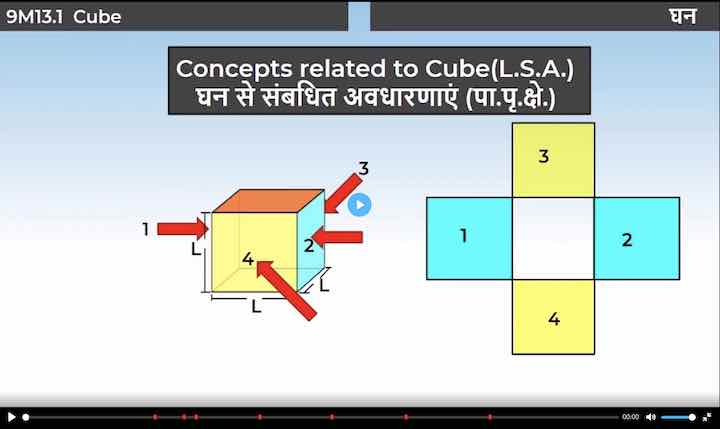 9M13.1 Cube
घन
Concepts related to Cube(L.S.A.)
घन से संबधित अवधारणाएं (पा.पृ.क्षे.)
3
1
L
2
4
L
L
3
1
2
4
00:00